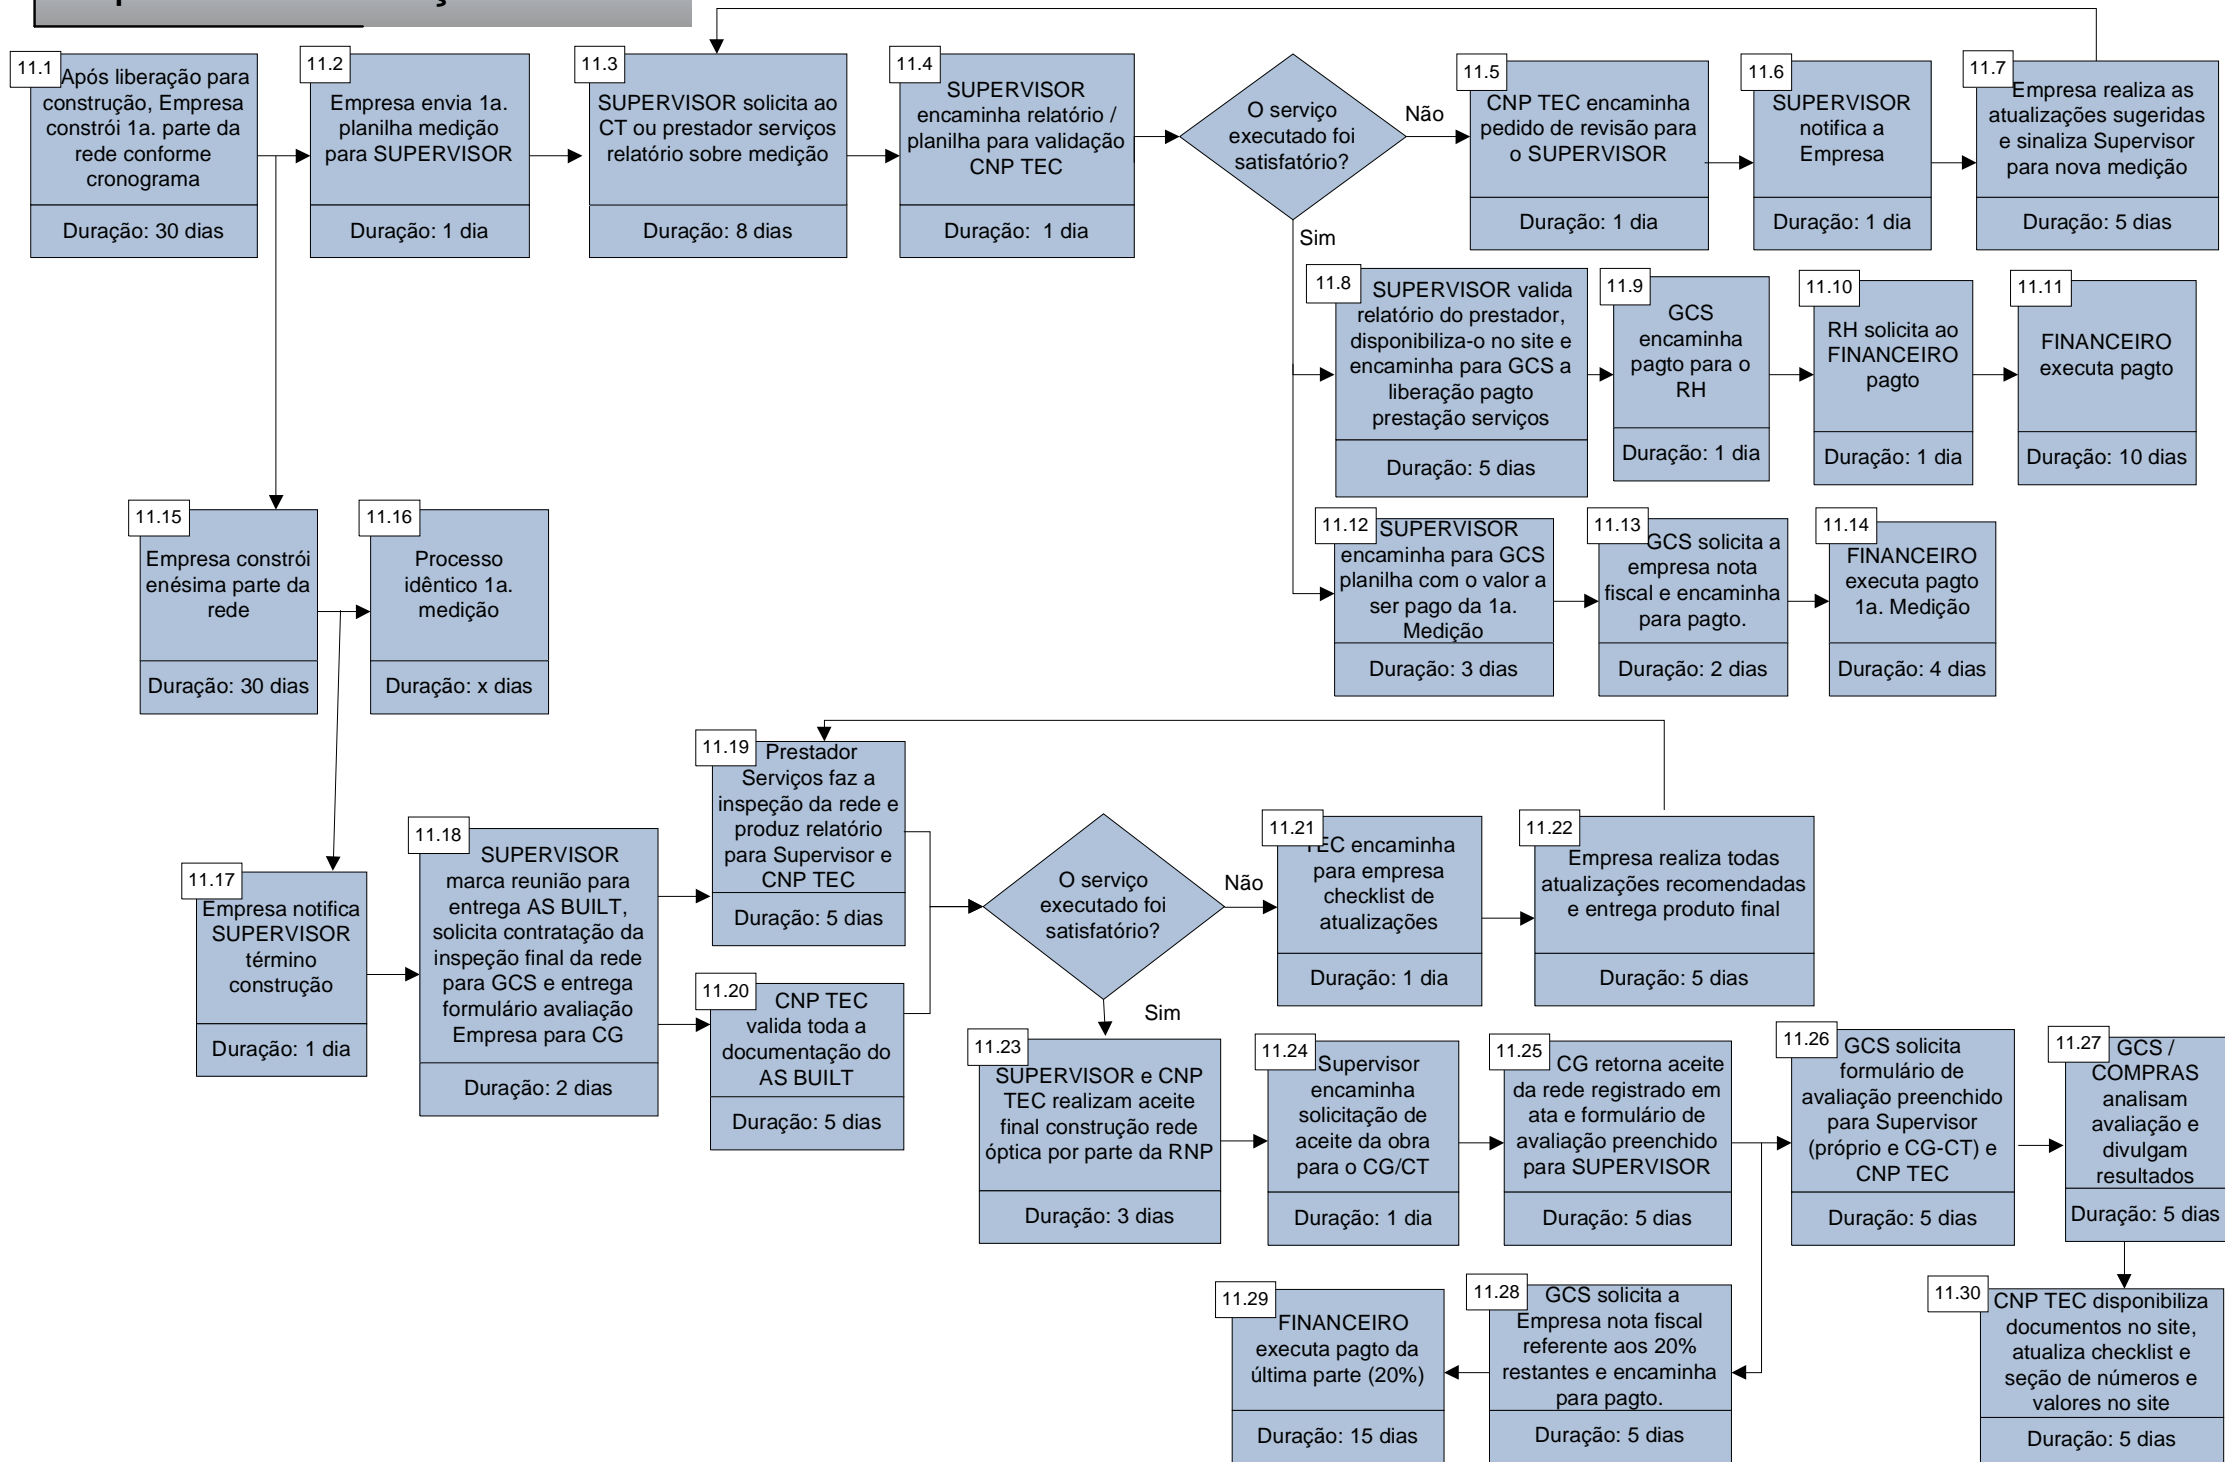 11.1
Após liberação para
construção, Empresa
constrói 1a. parte da
rede conforme
cronograma
Duração: 30 dias
11.2
Empresa envia 1a.
planilha medição
para SUPERVISOR
Duração: 1 dia
11.3
SUPERVISOR solicita ao
CT ou prestador serviços
relatório sobre medição
Duração: 8 dias
11.4
SUPERVISOR
encaminha relatório /
planilha para validação
CNP TEC
Duração: 1 dia
O serviço
executado foi
satisfatório?
Não
Sim
11.5
CNP TEC encaminha
pedido de revisão para
o SUPERVISOR
Duração: 1 dia
11.6
SUPERVISOR
notifica a
Empresa
Duração: 1 dia
11.7
Empresa realiza as
atualizações sugeridas
e sinaliza Supervisor
para nova medição
Duração: 5 dias
11.8
SUPERVISOR valida
relatório do prestador,
disponibiliza-o no site e
encaminha para GCS a
liberação pagto
prestação serviços
Duração: 5 dias
11.9
GCS
encaminha
pagto para o
RH
Duração: 1 dia
11.10
RH solicita ao
FINANCEIRO
pagto
Duração: 1 dia
11.11
FINANCEIRO
executa pagto
Duração: 10 dias
11.12
SUPERVISOR
encaminha para GCS
planilha com o valor a
ser pago da 1a.
Medição
Duração: 3 dias
11.13
GCS solicita a
empresa nota
fiscal e encaminha
para pagto.
Duração: 2 dias
11.14
FINANCEIRO
executa pagto
1a. Medição
Duração: 4 dias
11.15
Empresa constrói
enésima parte da
rede
Duração: 30 dias
11.16
Processo
idêntico 1a.
medição
Duração: x dias
11.17
Empresa notifica
SUPERVISOR
término
construção
Duração: 1 dia
11.18
SUPERVISOR
marca reunião para
entrega AS BUILT,
solicita contratação da
inspeção final da rede
para GCS e entrega
formulário avaliação
Empresa para CG
Duração: 2 dias
11.19
Prestador
Serviços faz a
inspeção da rede e
produz relatório
para Supervisor e
CNP TEC
Duração: 5 dias
11.20
CNP TEC
valida toda a
documentação do
AS BUILT
Duração: 5 dias
O serviço
executado foi
satisfatório?
Não
Sim
11.21
TEC encaminha
para empresa
checklist de
atualizações
Duração: 1 dia
11.22
Empresa realiza todas
atualizações recomendadas
e entrega produto final
Duração: 5 dias
11.23
SUPERVISOR e CNP
TEC realizam aceite
final construção rede
óptica por parte da RNP
Duração: 3 dias
11.24
Supervisor
encaminha
solicitação de
aceite da obra
para o CG/CT
Duração: 1 dia
11.25
CG retorna aceite
da rede registrado em
ata e formulário de
avaliação preenchido
para SUPERVISOR
Duração: 5 dias
11.26
GCS solicita
formulário de
avaliação preenchido
para Supervisor
(próprio e CG-CT) e
CNP TEC
Duração: 5 dias
11.27
GCS /
COMPRAS
analisam
avaliação e
divulgam
resultados
Duração: 5 dias
11.28
GCS solicita a
Empresa nota fiscal
referente aos 20%
restantes e encaminha
para pagto.
Duração: 5 dias
11.29
FINANCEIRO
executa pagto da
última parte (20%)
Duração: 15 dias
11.30
CNP TEC disponibiliza
documentos no site,
atualiza checklist e
seção de números e
valores no site
Duração: 5 dias